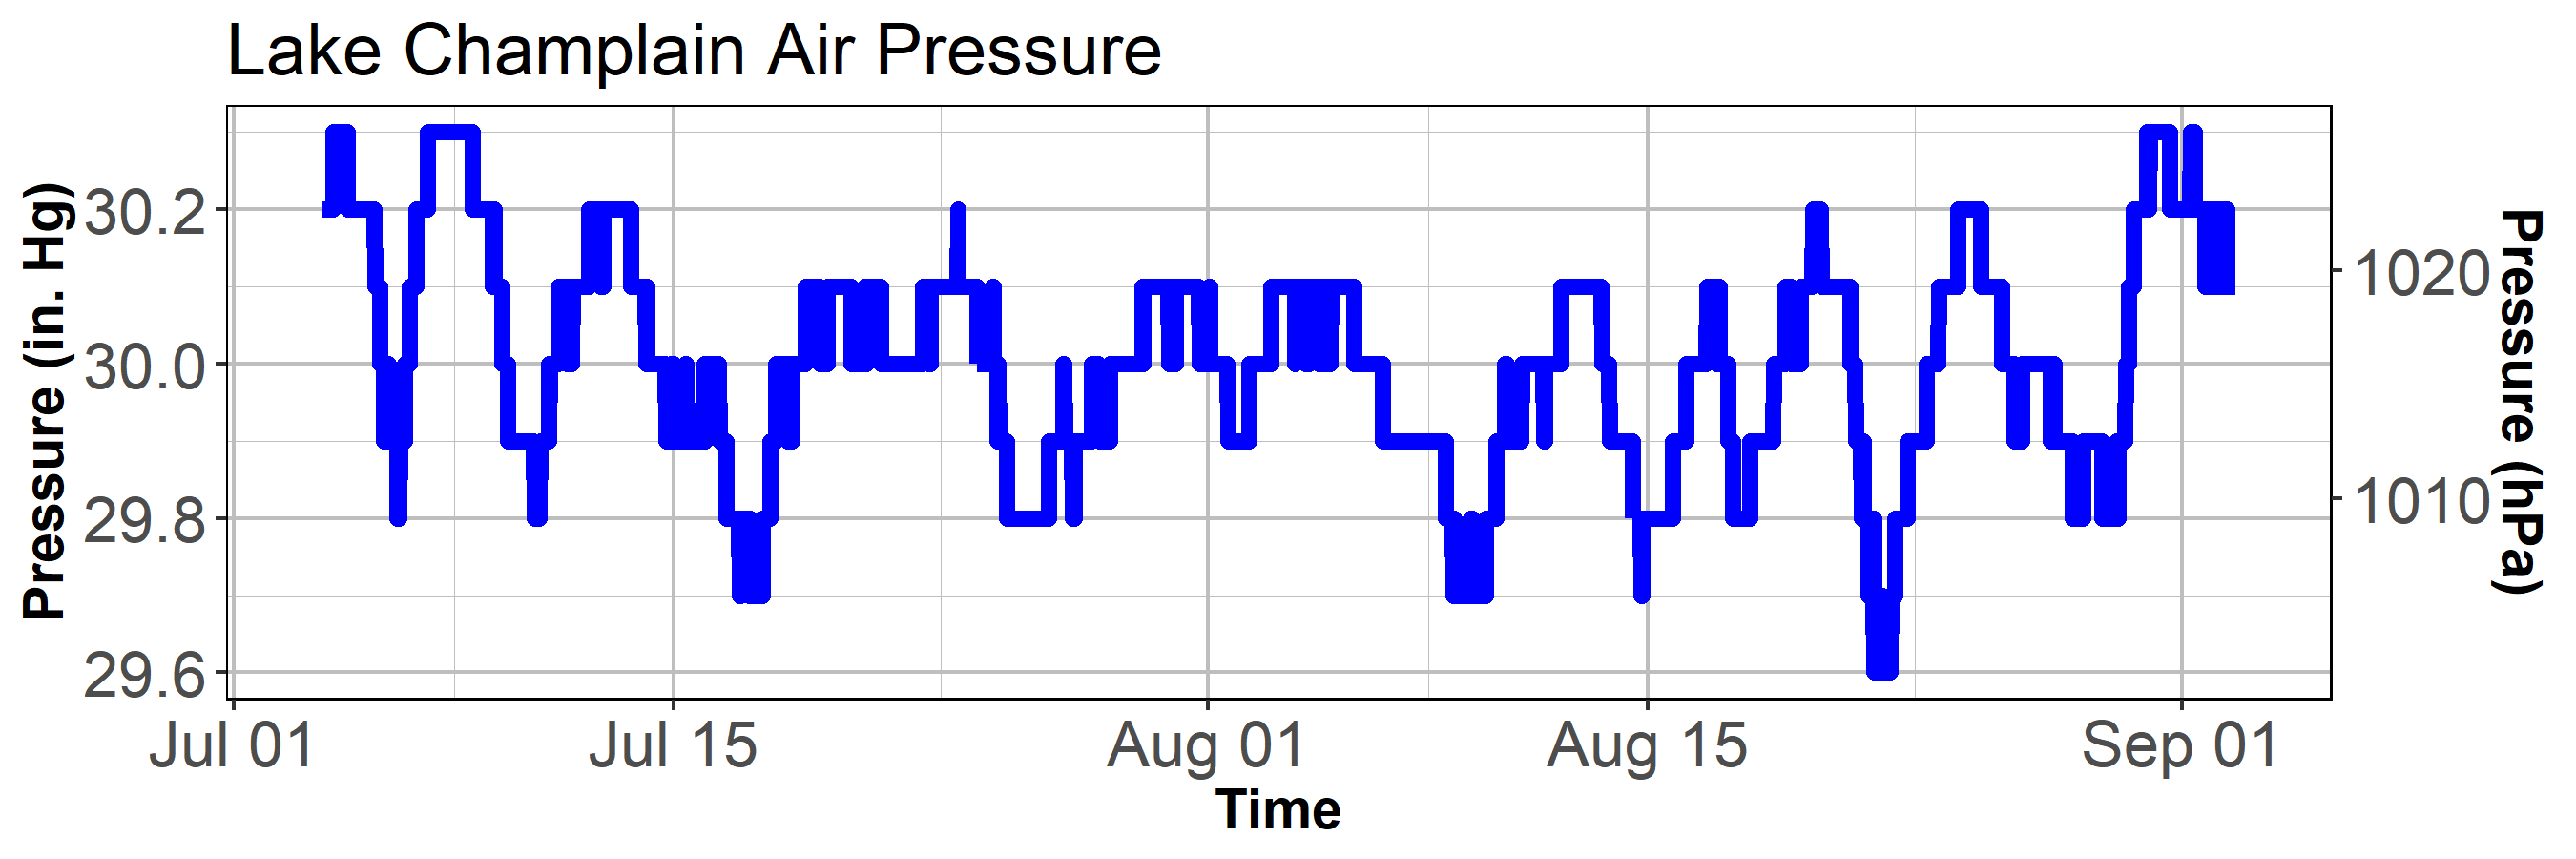 Lake Champlain Air Pressure
Pressure (in. Hg)
30.2
30.0
29.8
29.6
1020
1010
Pressure (hPa)
Jul 01
Jul 15
Aug 01
Aug 15
Sep 01
Time